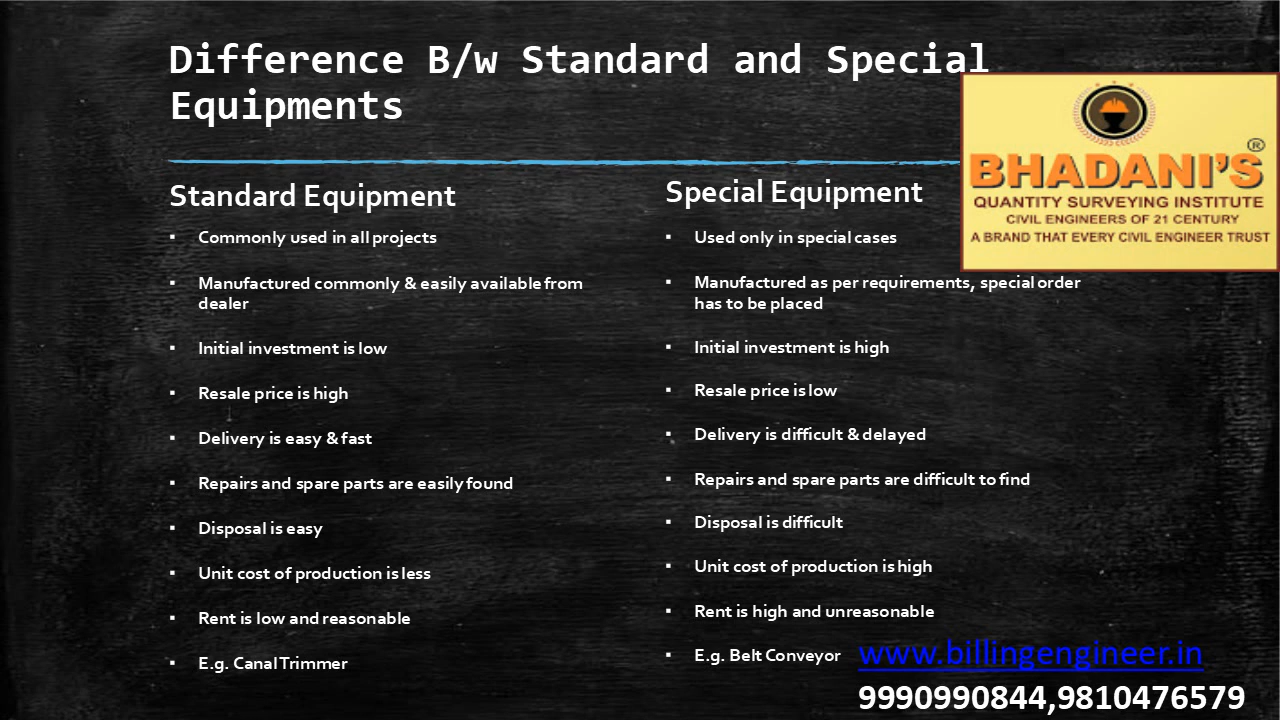 Difference B/w Standard and Special
Equipments
BHADANI'S®
QUANTITY SURVEYING INSTITUTE
CIVIL ENGINEERS OF 21 CENTURY
A BRAND THAT EVERY CIVIL ENGINEER TRUST
Standard Equipment
▪ Commonly used in all projects
▪ Manufactured commonly & easily available from
dealer
▪ Initial investment is low
▪ Resale price is high
▪ Delivery is easy & fast
▪ Repairs and spare parts are easily found
▪ Disposal is easy
▪ Unit cost of production is less
▪ Rent is low and reasonable
▪ E.g. Canal Trimmer
Special Equipment
▪ Used only in special cases
▪ Manufactured as per requirements, special order
has to be placed
▪ Initial investment is high
▪ Resale price is low
▪ Delivery is difficult & delayed
▪ Repairs and spare parts are difficult to find
▪ Disposal is difficult
▪ Unit cost of production is high
▪ Rent is high and unreasonable
▪ E.g. Belt Conveyor
www.billingengineer.in
9990990844,9810476579